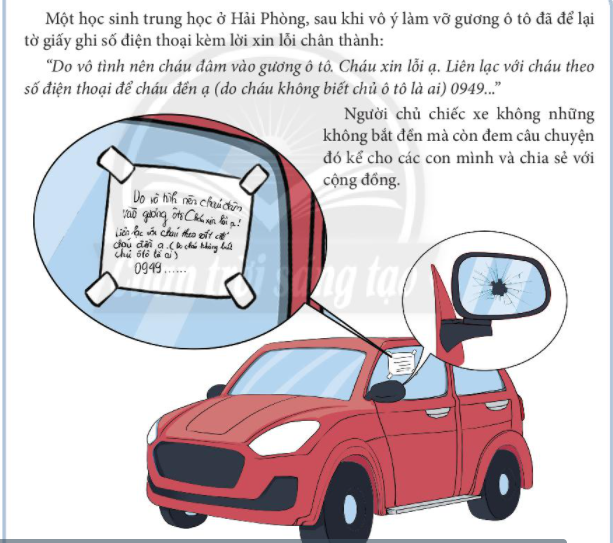 Một học sinh trung học ở Hải Phòng, sau khi vô ý làm vỡ gương ô tô đã để lại
tờ giấy ghi số điện thoại kèm lời xin lỗi chân thành:
“Do vô tình nên cháu đâm vào gương ô tô. Cháu xin lỗi ạ. Liên lạc với cháu theo
số điện thoại để cháu đền ạ (do cháu không biết chủ ô tô là ai) 0949...”
Người chủ chiếc xe không những
không bắt đền mà còn đem câu chuyện
đó kể cho các con mình và chia sẻ với
cộng đồng.
Do vô tình nên cháu đâm
vào gương ôtô Cháu xin lỗi ạ!
Liên lạc với cháu theo số để
cháu đền ạ (do cháu không biết
chủ ôtô là ai)
0949......
Chân trời sáng tạo